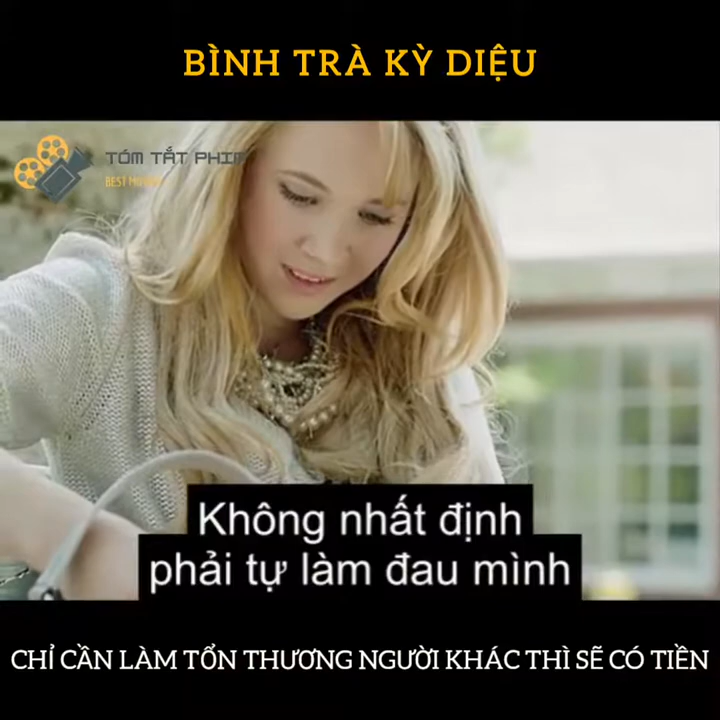 BÌNH TRÀ KỲ DIỆU
TÓM TẮT PHIM
Không nhất định
phải tự làm đau mình
CHỈ CẦN LÀM TỔN THƯƠNG NGƯỜI KHÁC THÌ SẼ CÓ TIỀN